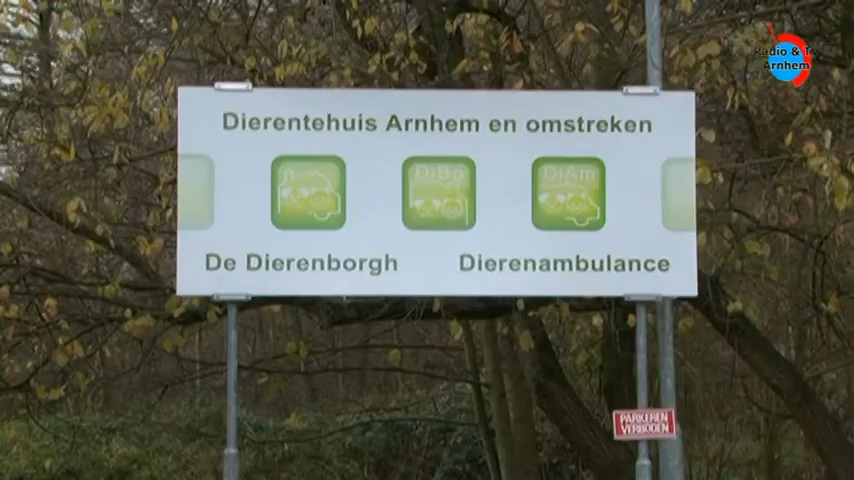 Radio & Tv
Arnhem
Dierentehuis Arnhem en omstreken
DiBo
DiAm
De Dierenborgh
Dierenambulance
PARKEREN
VERBODEN